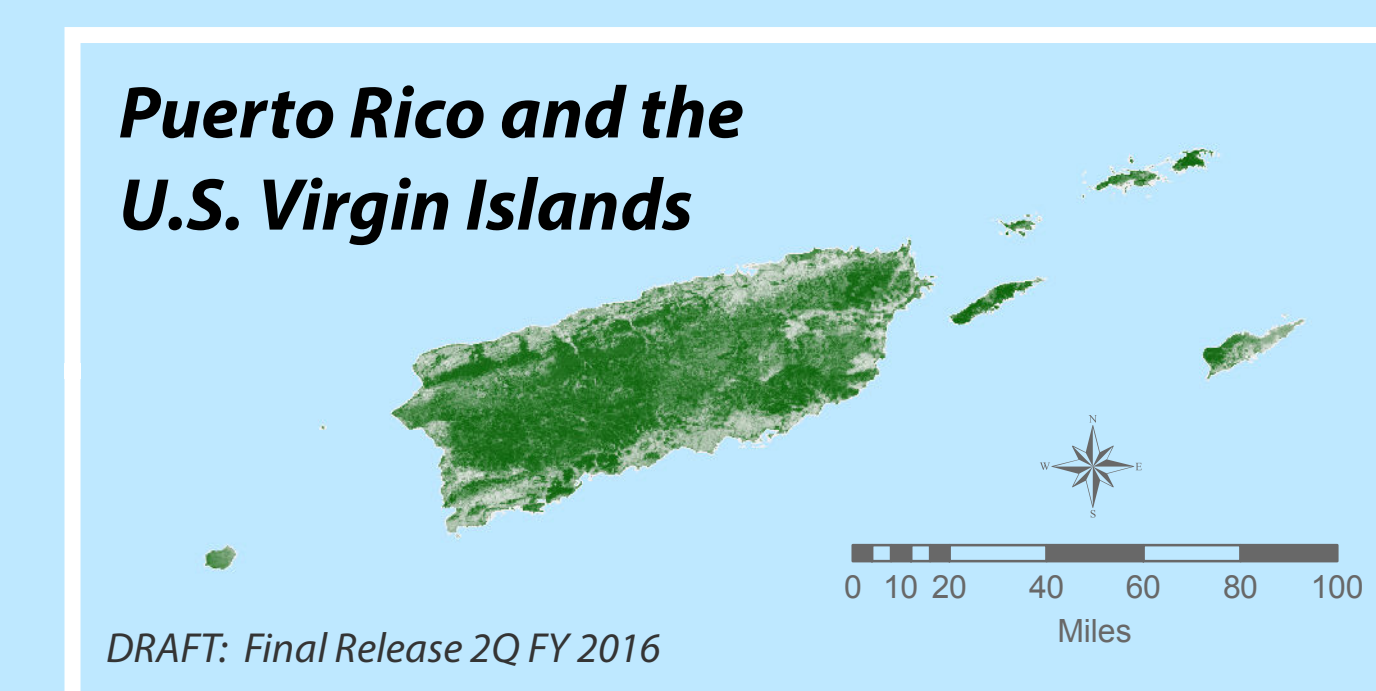 Puerto Rico and the
U.S. Virgin Islands
N
W E
S
0 10 20 40 60 80 100
Miles
DRAFT: Final Release 2Q FY 2016